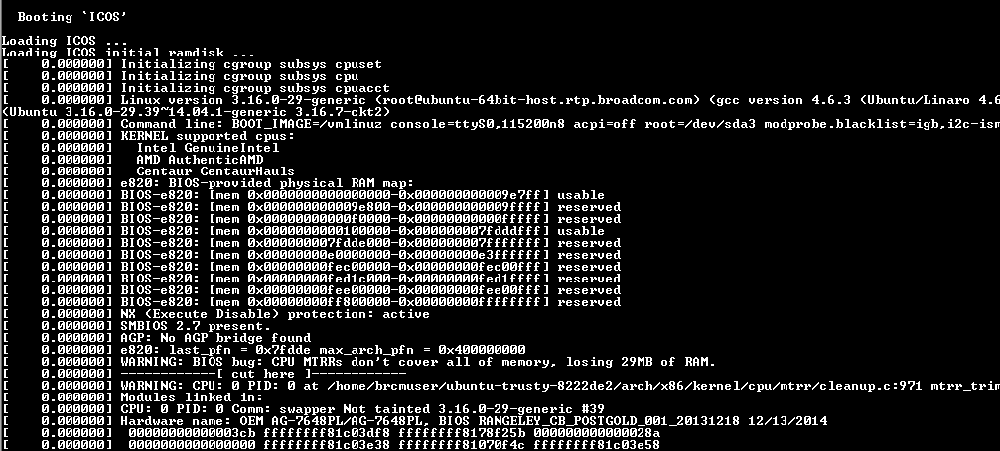 Booting `ICOS'
Loading ICOS ...
Loading ICOS initial ramdisk ...
[    0.000000] Initializing cgroup subsys cpuset
[    0.000000] Initializing cgroup subsys cpu
[    0.000000] Initializing cgroup subsys cpuacct
[    0.000000] Linux version 3.16.0-29-generic (root@ubuntu-64bit-host.rtp.broadcom.com) (gcc version 4.6.3 (Ubuntu/Linaro 4.6
(Ubuntu 3.16.0-29.39~14.04.1-generic 3.16.7-ckt2)
[    0.000000] Command line: BOOT_IMAGE=/vmlinuz console=ttyS0,115200n8 acpi=off root=/dev/sda3 modprobe.blacklist=igb,i2c-ism
[    0.000000] KERNEL supported cpus:
[    0.000000]   Intel GenuineIntel
[    0.000000]   AMD AuthenticAMD
[    0.000000]   Centaur CentaurHauls
[    0.000000] e820: BIOS-provided physical RAM map:
[    0.000000] BIOS-e820: [mem 0x0000000000000000-0x000000000009e7ff] usable
[    0.000000] BIOS-e820: [mem 0x000000000009e800-0x000000000009ffff] reserved
[    0.000000] BIOS-e820: [mem 0x00000000000f0000-0x00000000000fffff] reserved
[    0.000000] BIOS-e820: [mem 0x0000000000100000-0x000000007fdddfff] usable
[    0.000000] BIOS-e820: [mem 0x000000007fdde000-0x000000007fffffff] reserved
[    0.000000] BIOS-e820: [mem 0x00000000e0000000-0x00000000e3ffffff] reserved
[    0.000000] BIOS-e820: [mem 0x00000000fec00000-0x00000000fec00fff] reserved
[    0.000000] BIOS-e820: [mem 0x00000000fed1c000-0x00000000fed1ffff] reserved
[    0.000000] BIOS-e820: [mem 0x00000000fee00000-0x00000000fee00fff] reserved
[    0.000000] BIOS-e820: [mem 0x00000000ff800000-0x00000000ffffffff] reserved
[    0.000000] NX (Execute Disable) protection: active
[    0.000000] SMBIOS 2.7 present.
[    0.000000] AGP: No AGP bridge found
[    0.000000] e820: last_pfn = 0x7fdde max_arch_pfn = 0x400000000
[    0.000000] WARNING: BIOS bug: CPU MTRRs don't cover all of memory, losing 29MB of RAM.
[    0.000000] ------------[ cut here ]------------
[    0.000000] WARNING: CPU: 0 PID: 0 at /home/brcmuser/ubuntu-trusty-8222de2/arch/x86/kernel/cpu/mtrr/cleanup.c:971 mtrr_trim
[    0.000000] Modules linked in:
[    0.000000] CPU: 0 PID: 0 Comm: swapper Not tainted 3.16.0-29-generic #39
[    0.000000] Hardware name: OEM AG-7648PL/AG-7648PL, BIOS RANGELEY_CB_POSTGOLD_001_20131218 12/13/2014
[    0.000000]  00000000000003cb ffffffff81c03df8 ffffffff8178f25b 000000000000028a
[    0.000000]  0000000000000000 ffffffff81c03e38 ffffffff81070f4c ffffffff81c03e58